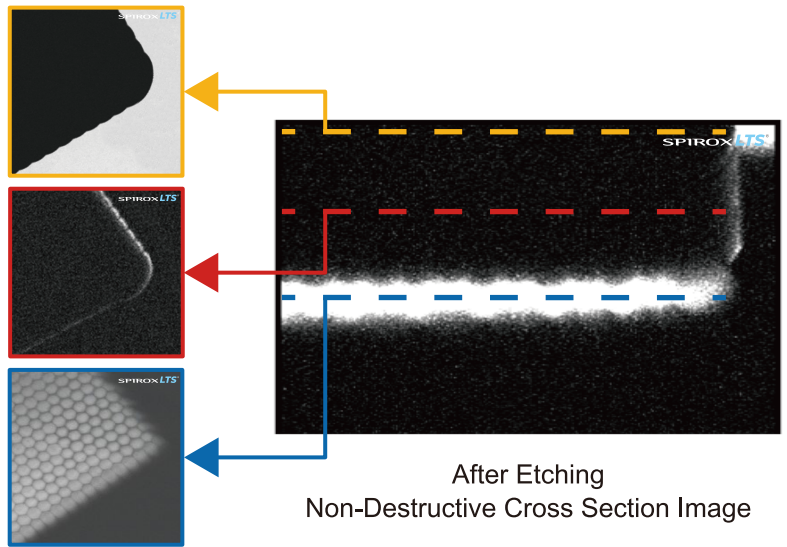 SPIROX LTS
SPIROX LTS
SPIROX LTS
SPIROX LTS
After Etching
Non-Destructive Cross Section Image